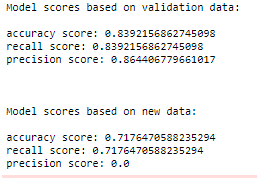 Model scores based on validation data:
accuracy score: 0.8392156862745098
recall score: 0.8392156862745098
precision score: 0.864406779661017
Model scores based on new data:
accuracy score: 0.7176470588235294
recall score: 0.7176470588235294
precision score: 0.0